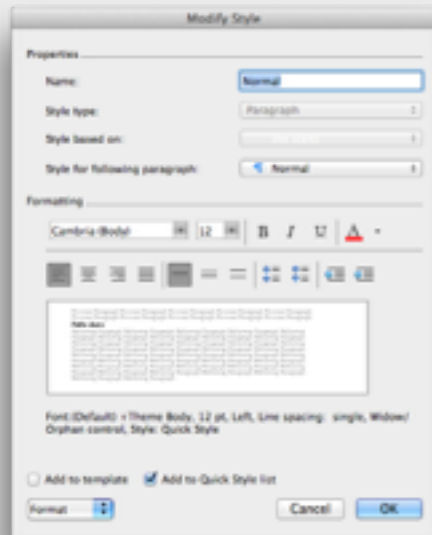 Modify Style
Properties
Name: Normal
Style type: Paragraph
Style based on:
Style for following paragraph: Normal
Formatting
Cambria (Body) 12 B I U A
Font:(Default) +Theme Body, 12 pt, Left, Line spacing: single, Widow/
Orphan control, Style: Quick Style
Add to template Add to Quick Style list
Format Cancel OK